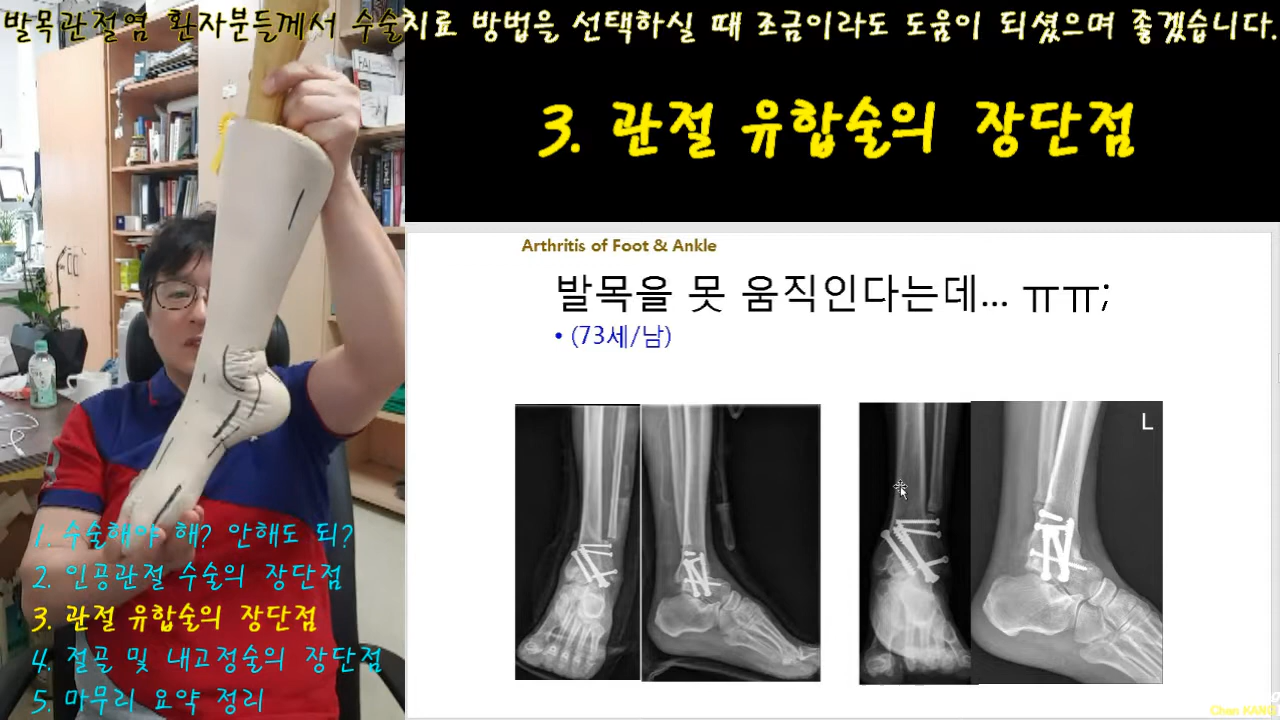 발목관절염 환자분들께서 수술치료 방법을 선택하실 때 조금이라도 도움이 되셨으며 좋겠습니다.
3. 관절 유합술의 장단점
Arthritis of Foot & Ankle
발목을 못 움직인다는데... ㅠㅠ;
• (73세/남)
L
1. 수술해야 해? 안해도 되?
2. 인공관절 수술의 장단점
3. 관절 유합술의 장단점
4. 절골 및 내고정술의 장단점
5. 마무리 요약 정리
Chan KANG